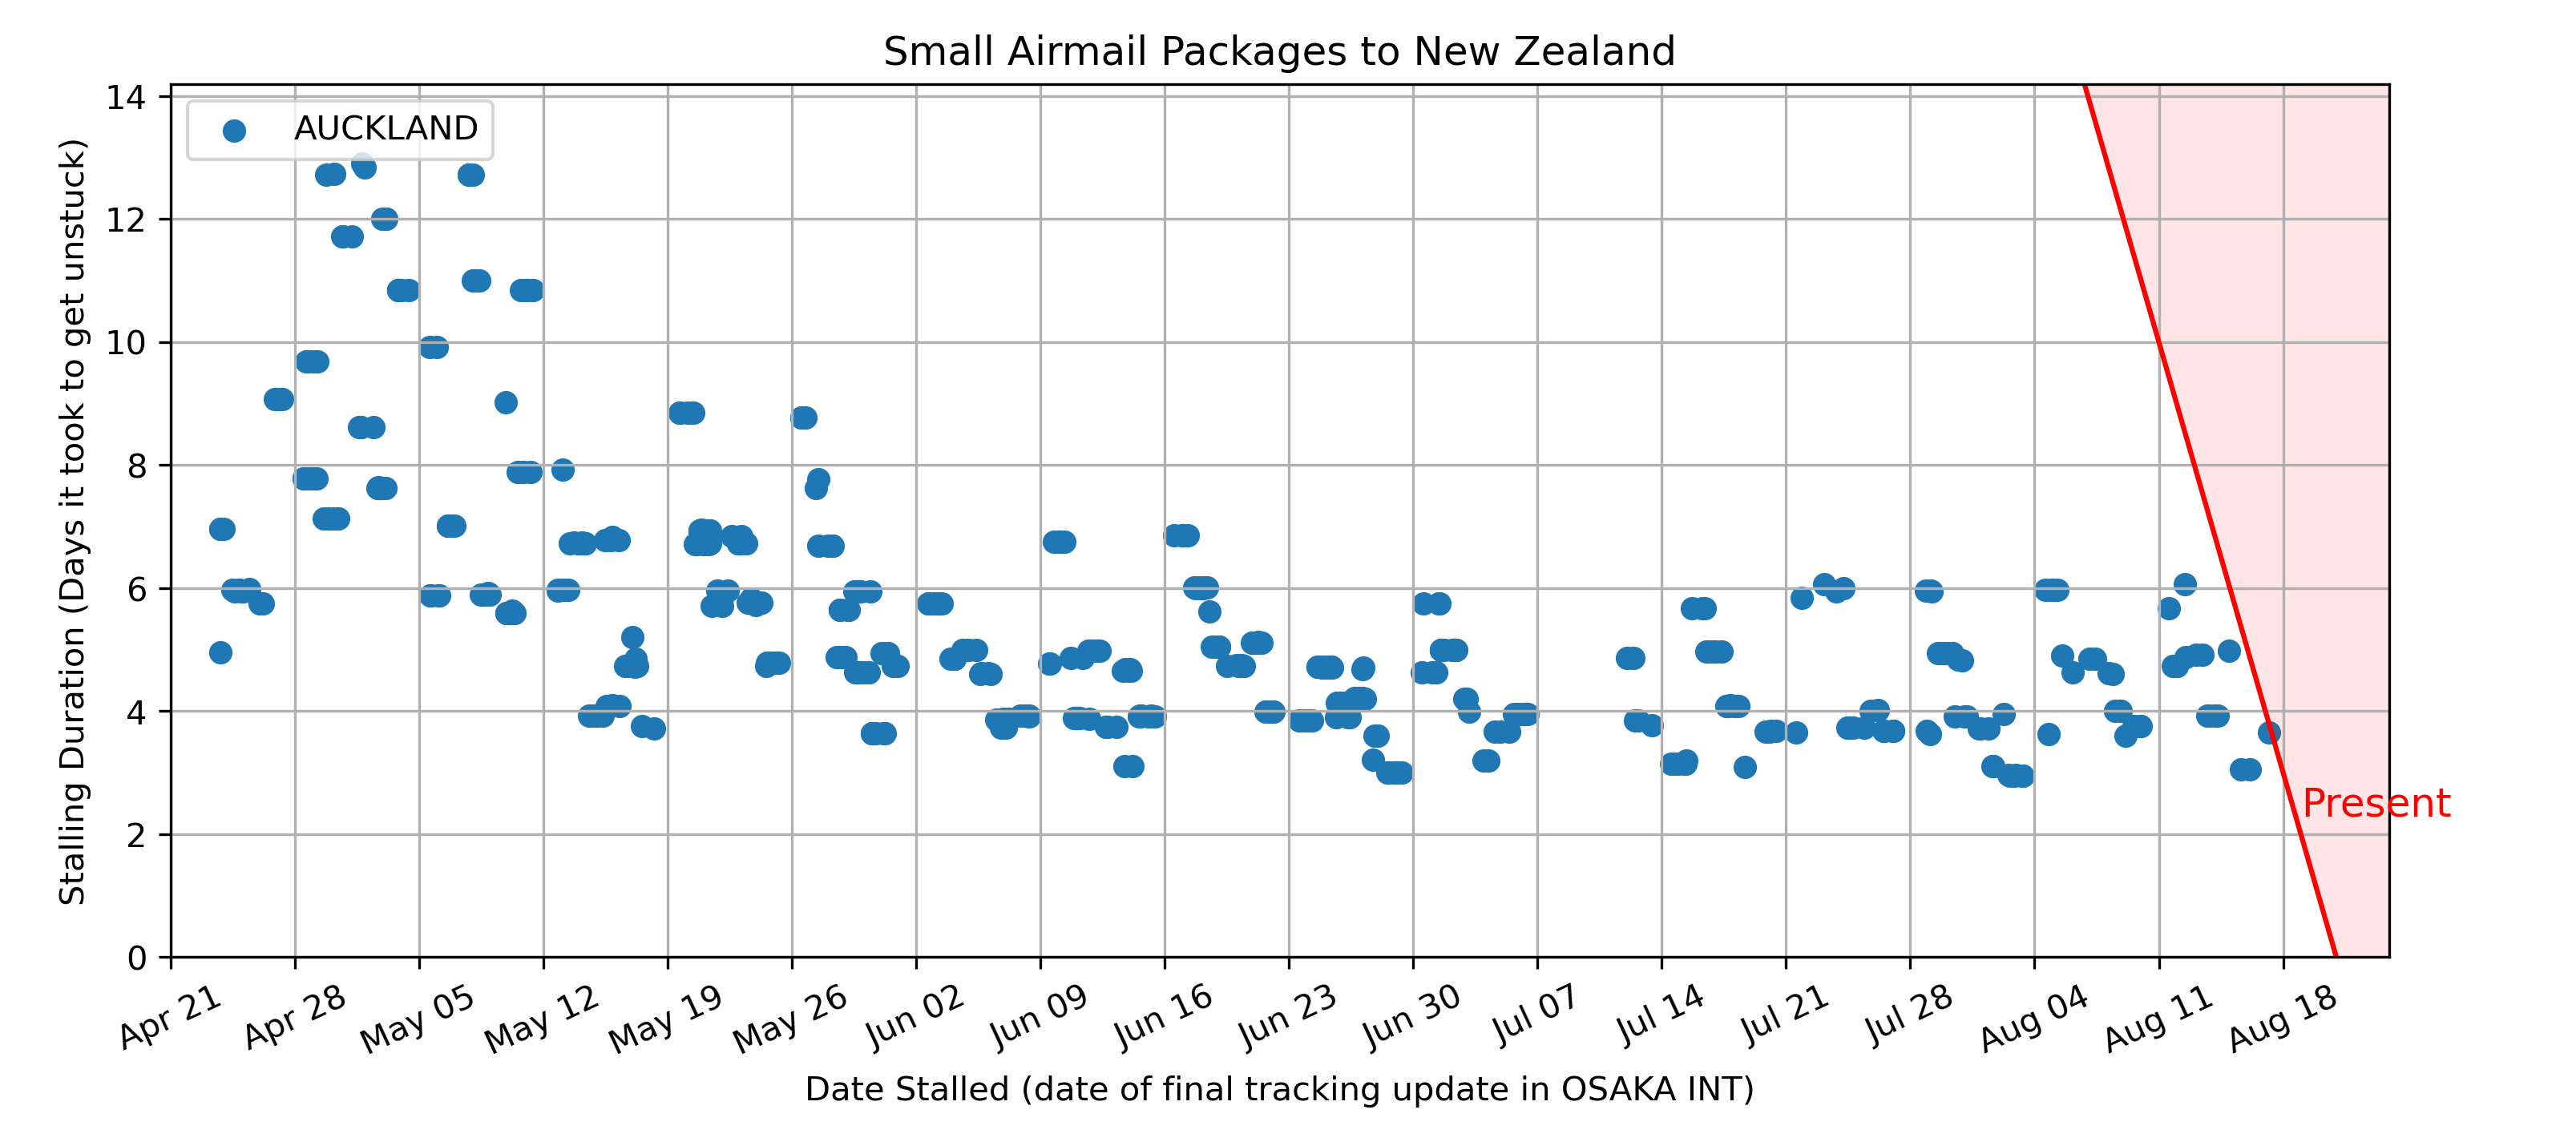 Small Airmail Packages to New Zealand
AUCKLAND
Stalling Duration (Days it took to get unstuck)
14
12
10
8
6
4
2
0
Present
Apr 21
Apr 28
May 05
May 12
May 19
May 26
Jun 02
Jun 09
Jun 16
Jun 23
Jun 30
Jul 07
Jul 14
Jul 21
Jul 28
Aug 04
Aug 11
Aug 18
Date Stalled (date of final tracking update in OSAKA INT)